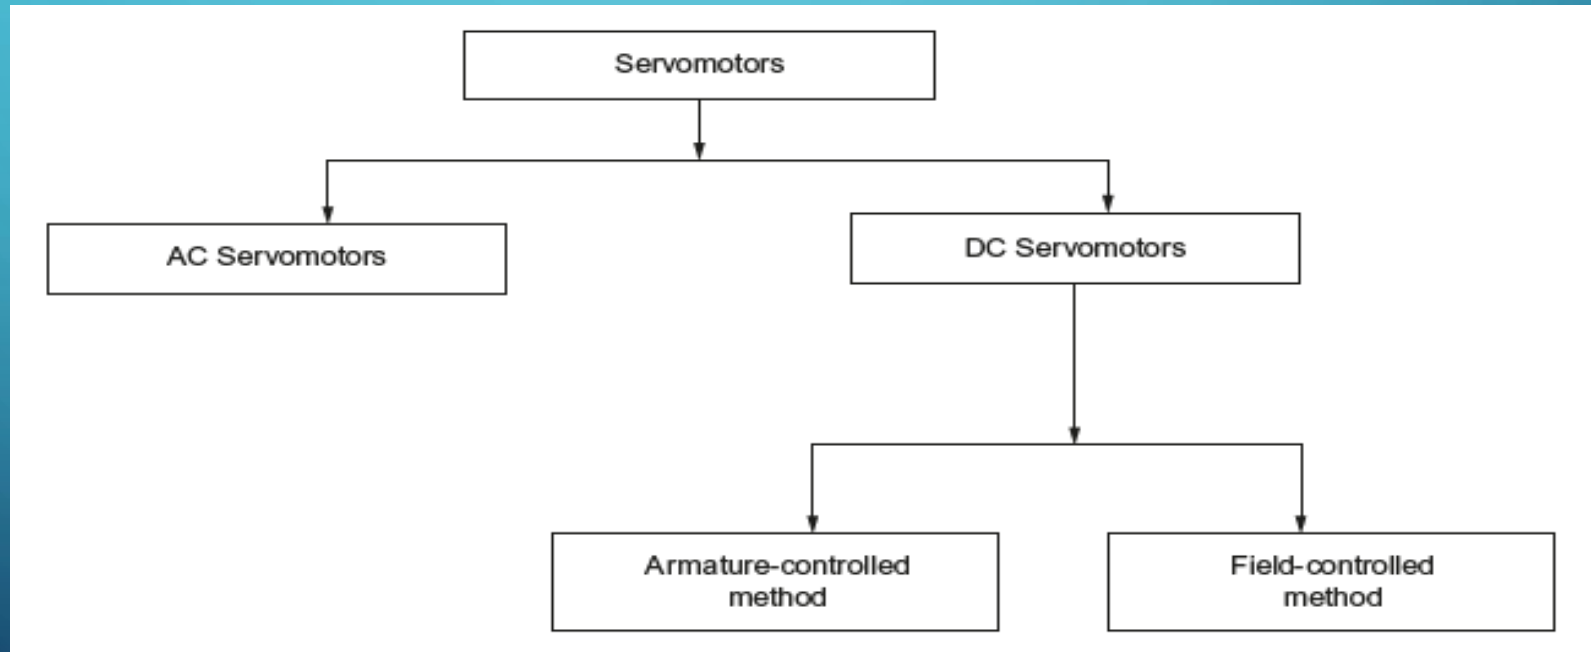 Servomotors
AC Servomotors
DC Servomotors
Armature-controlled
method
Field-controlled
method